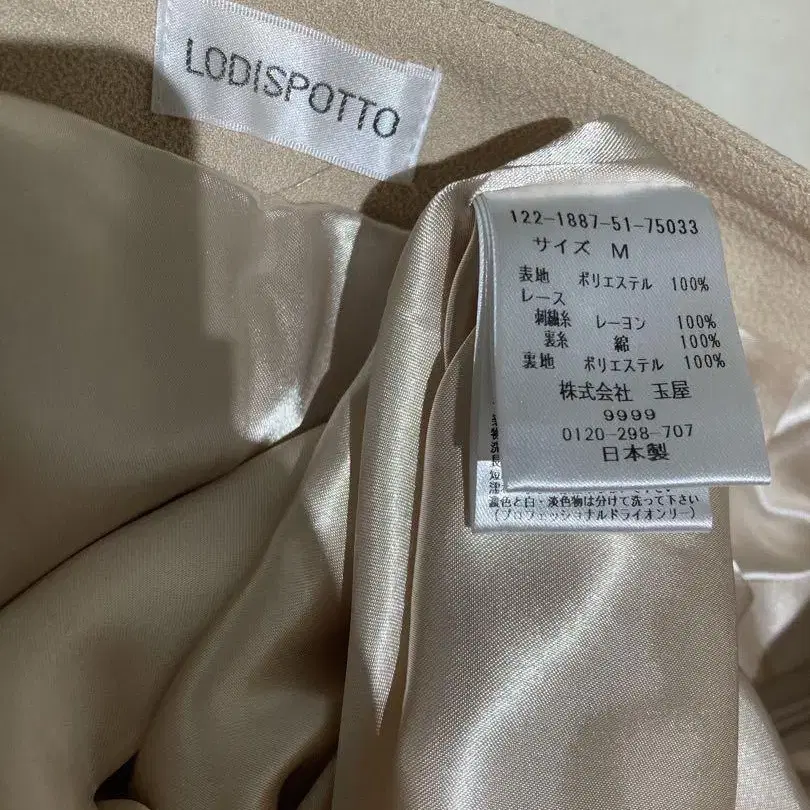 LODISPOTTO
122-1887-51-75033
サイズ M
表地 ポリエステル 100%
レース
刺繍糸 レーヨン 100%
裏糸 綿 100%
裏地 ポリエステル 100%
株式会社 玉屋
9999
0120-298-707
日本製
濃色と白・淡色物は分けて洗って下さい
(プロフェッショナルドライオンリー)